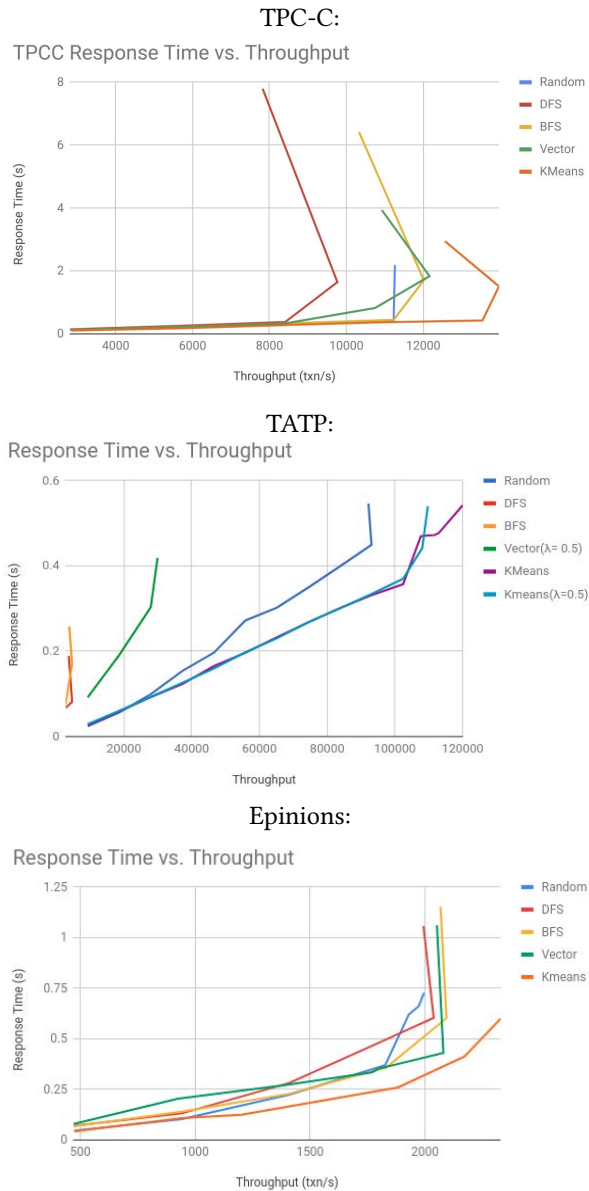 TPC-C:
TPCC Response Time vs. Throughput
8
6
4
2
0
Response Time (s)
4000 6000 8000 10000 12000
Throughput (txn/s)
Random
DFS
BFS
Vector
KMeans
TATP:
Response Time vs. Throughput
0.6
0.4
0.2
0
Response Time (s)
20000 40000 60000 80000 100000 120000
Throughput
Random
DFS
BFS
Vector(λ= 0.5)
KMeans
Kmeans(λ=0.5)
Epinions:
Response Time vs. Throughput
1.25
1
0.75
0.5
0.25
0
Response Time (s)
500 1000 1500 2000
Throughput (txn/s)
Random
DFS
BFS
Vector
Kmeans